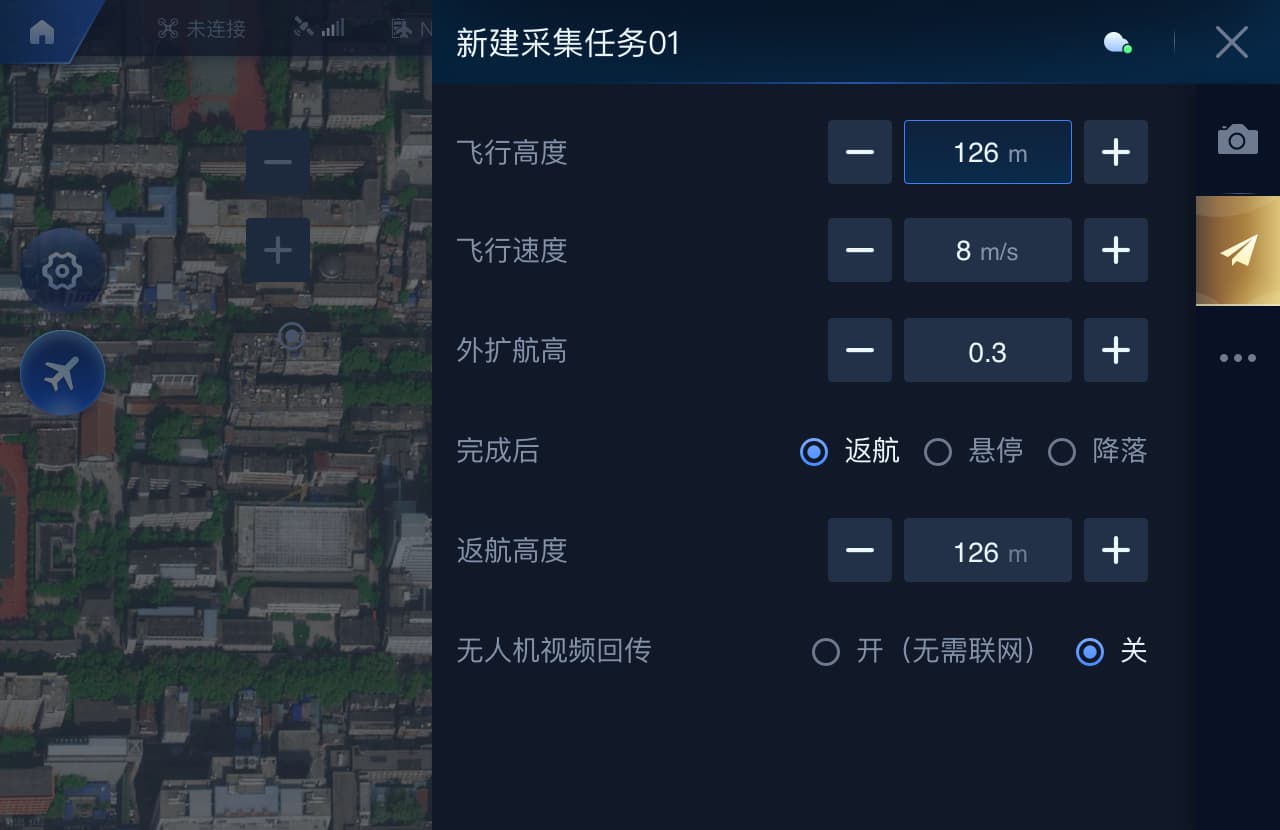 未连接
N
新建采集任务01
飞行高度 126 m
飞行速度 8 m/s
外扩航高 0.3
完成后 返航 悬停 降落
返航高度 126 m
无人机视频回传 开（无需联网） 关